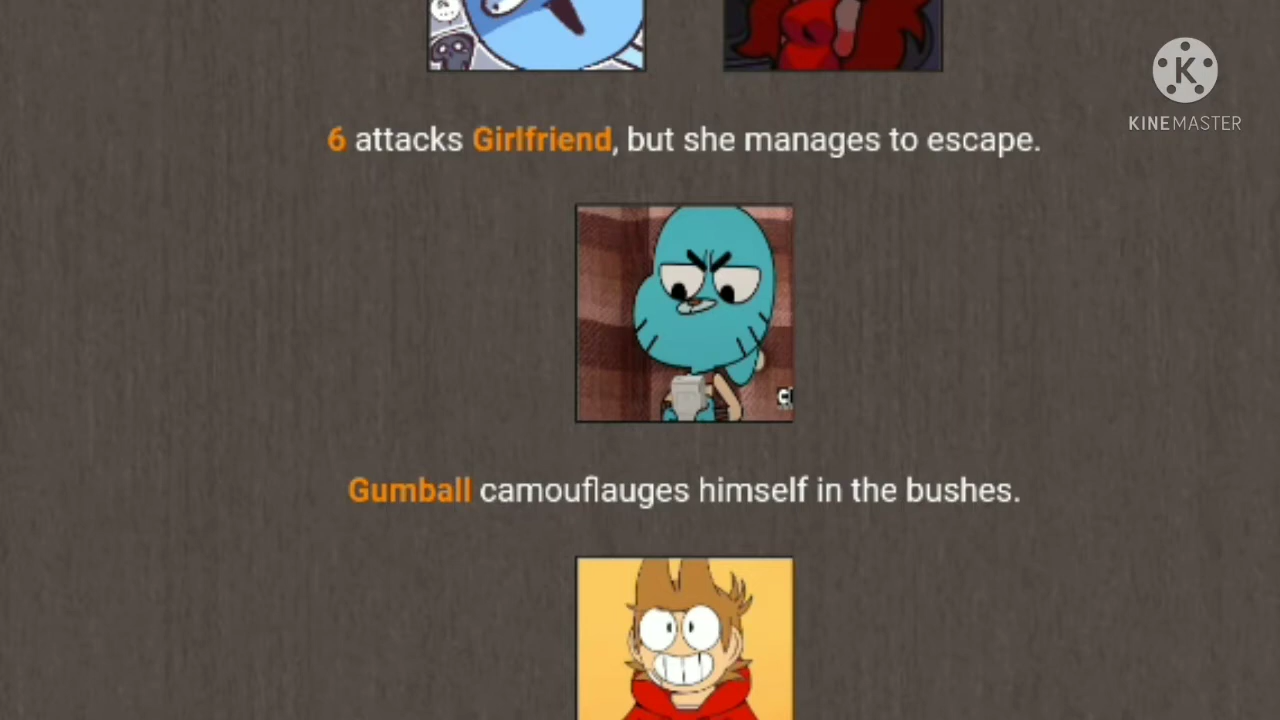 K
KINEMASTER
6 attacks Girlfriend, but she manages to escape.
Gumball camouflauges himself in the bushes.